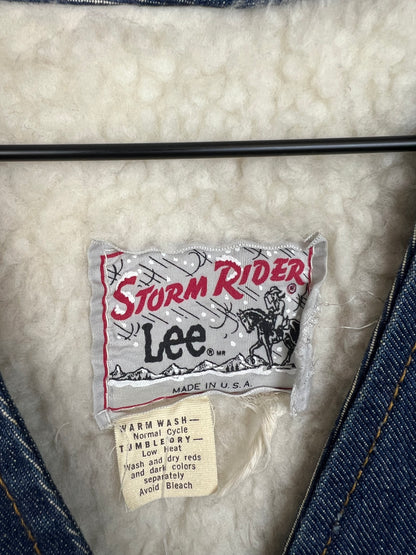 STORM RIDER®
Lee® MR
MADE IN U.S.A.
WARM WASH—
Normal Cycle
TUMBLE DRY—
Low Heat
Wash and dry reds
and dark colors
separately
Avoid Bleach